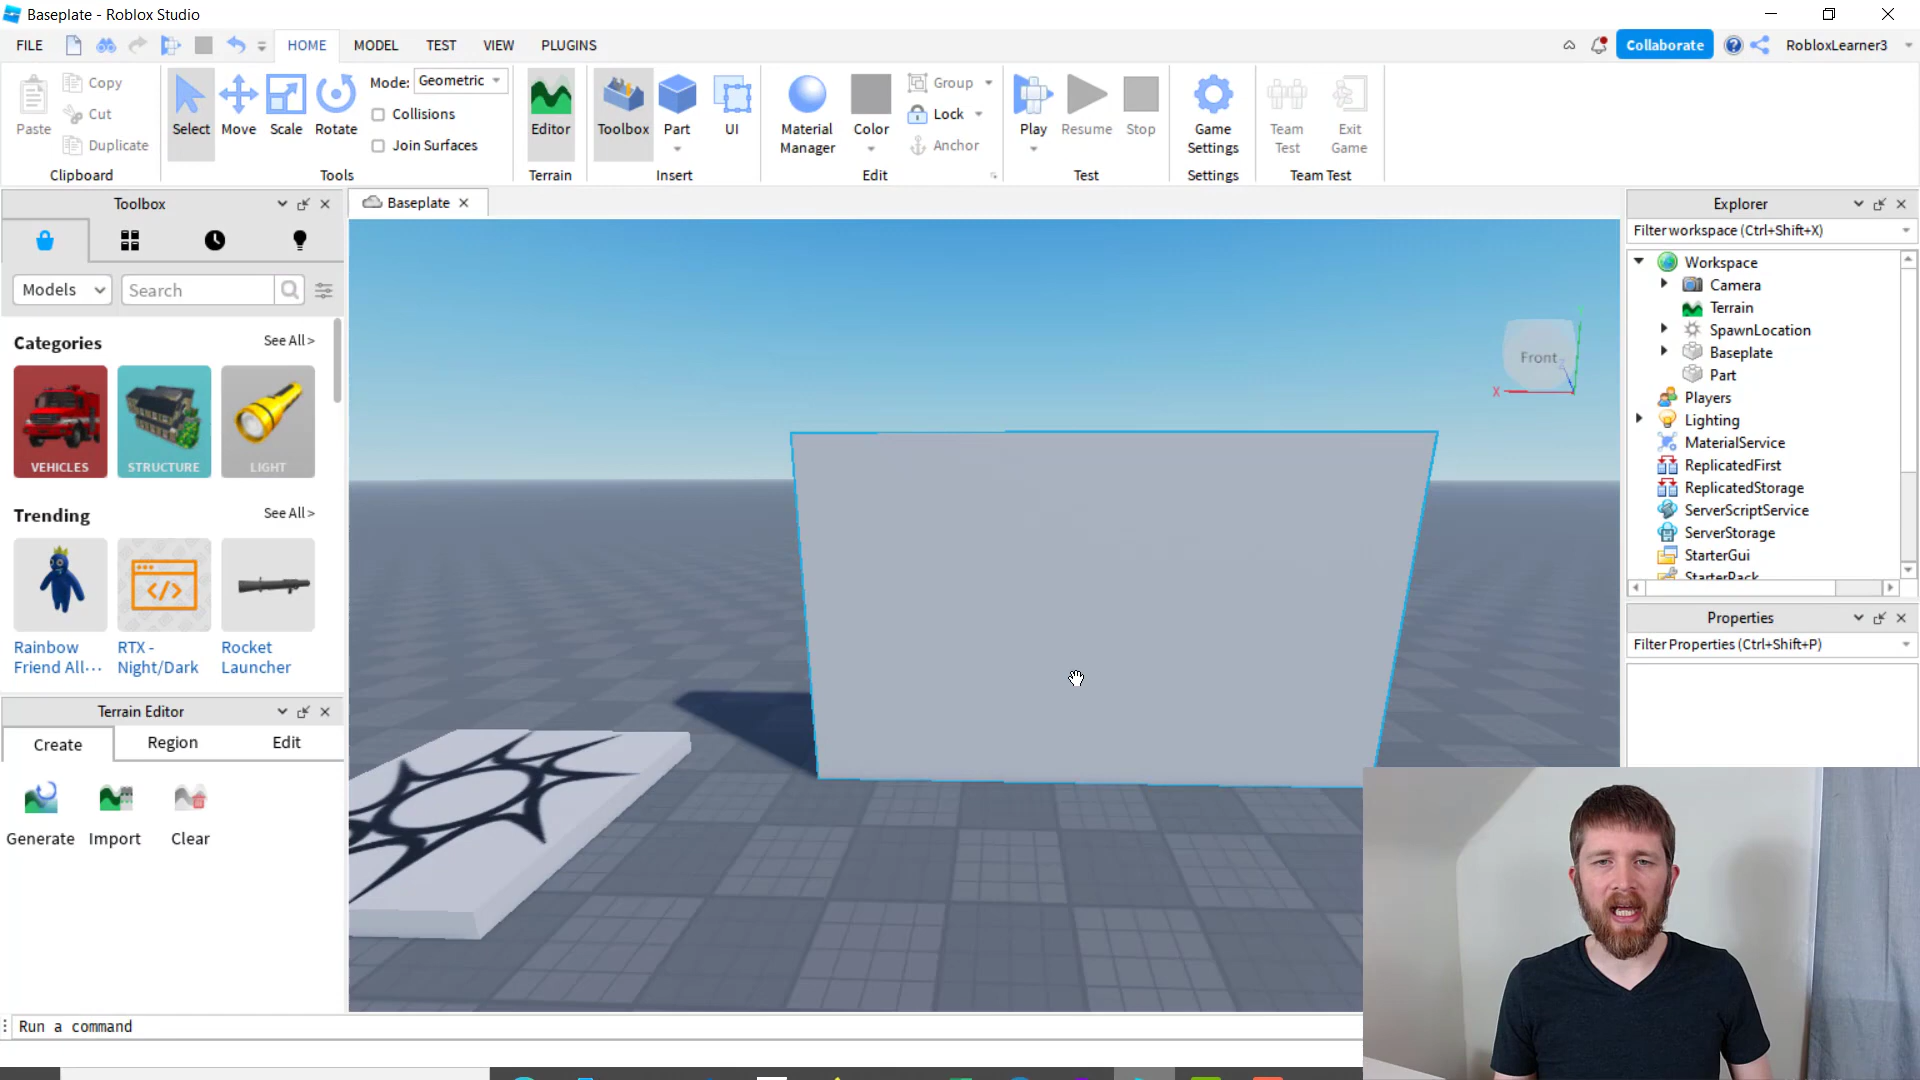 Baseplate - Roblox Studio
FILE HOME MODEL TEST VIEW PLUGINS Collaborate RobloxLearner3
Paste
Copy
Cut
Duplicate
Clipboard
Select Move Scale Rotate
Mode: Geometric
Collisions
Join Surfaces
Tools
Editor
Terrain
Toolbox Part UI
Insert
Material
Manager
Color
Group
Lock
Anchor
Edit
Play Resume Stop
Test
Game
Settings
Settings
Team
Test
Exit
Game
Team Test
Toolbox
Models Search
Categories See All >
VEHICLES STRUCTURE LIGHT
Trending See All >
Rainbow
Friend All...
RTX -
Night/Dark
Rocket
Launcher
Terrain Editor
Create Region Edit
Generate Import Clear
Baseplate
Front
X
Z
Explorer
Filter workspace (Ctrl+Shift+X)
Workspace
Camera
Terrain
SpawnLocation
Baseplate
Part
Players
Lighting
MaterialService
ReplicatedFirst
ReplicatedStorage
ServerScriptService
ServerStorage
StarterGui
StarterPack
Properties
Filter Properties (Ctrl+Shift+P)
Run a command